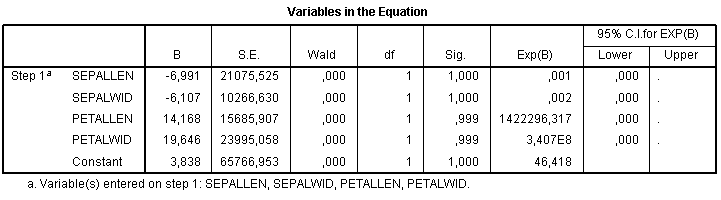 Variables in the Equation
95% C.I.for EXP(B)
B S.E. Wald df Sig. Exp(B) Lower Upper
Step 1a SEPALLEN -6,991 21075,525 ,000 1 1,000 ,001 ,000 .
SEPALWID -6,107 10266,630 ,000 1 1,000 ,002 ,000 .
PETALLEN 14,168 15685,907 ,000 1 ,999 1422296,317 ,000 .
PETALWID 19,646 23995,058 ,000 1 ,999 3,407E8 ,000 .
Constant 3,838 65766,953 ,000 1 1,000 46,418
a. Variable(s) entered on step 1: SEPALLEN, SEPALWID, PETALLEN, PETALWID.